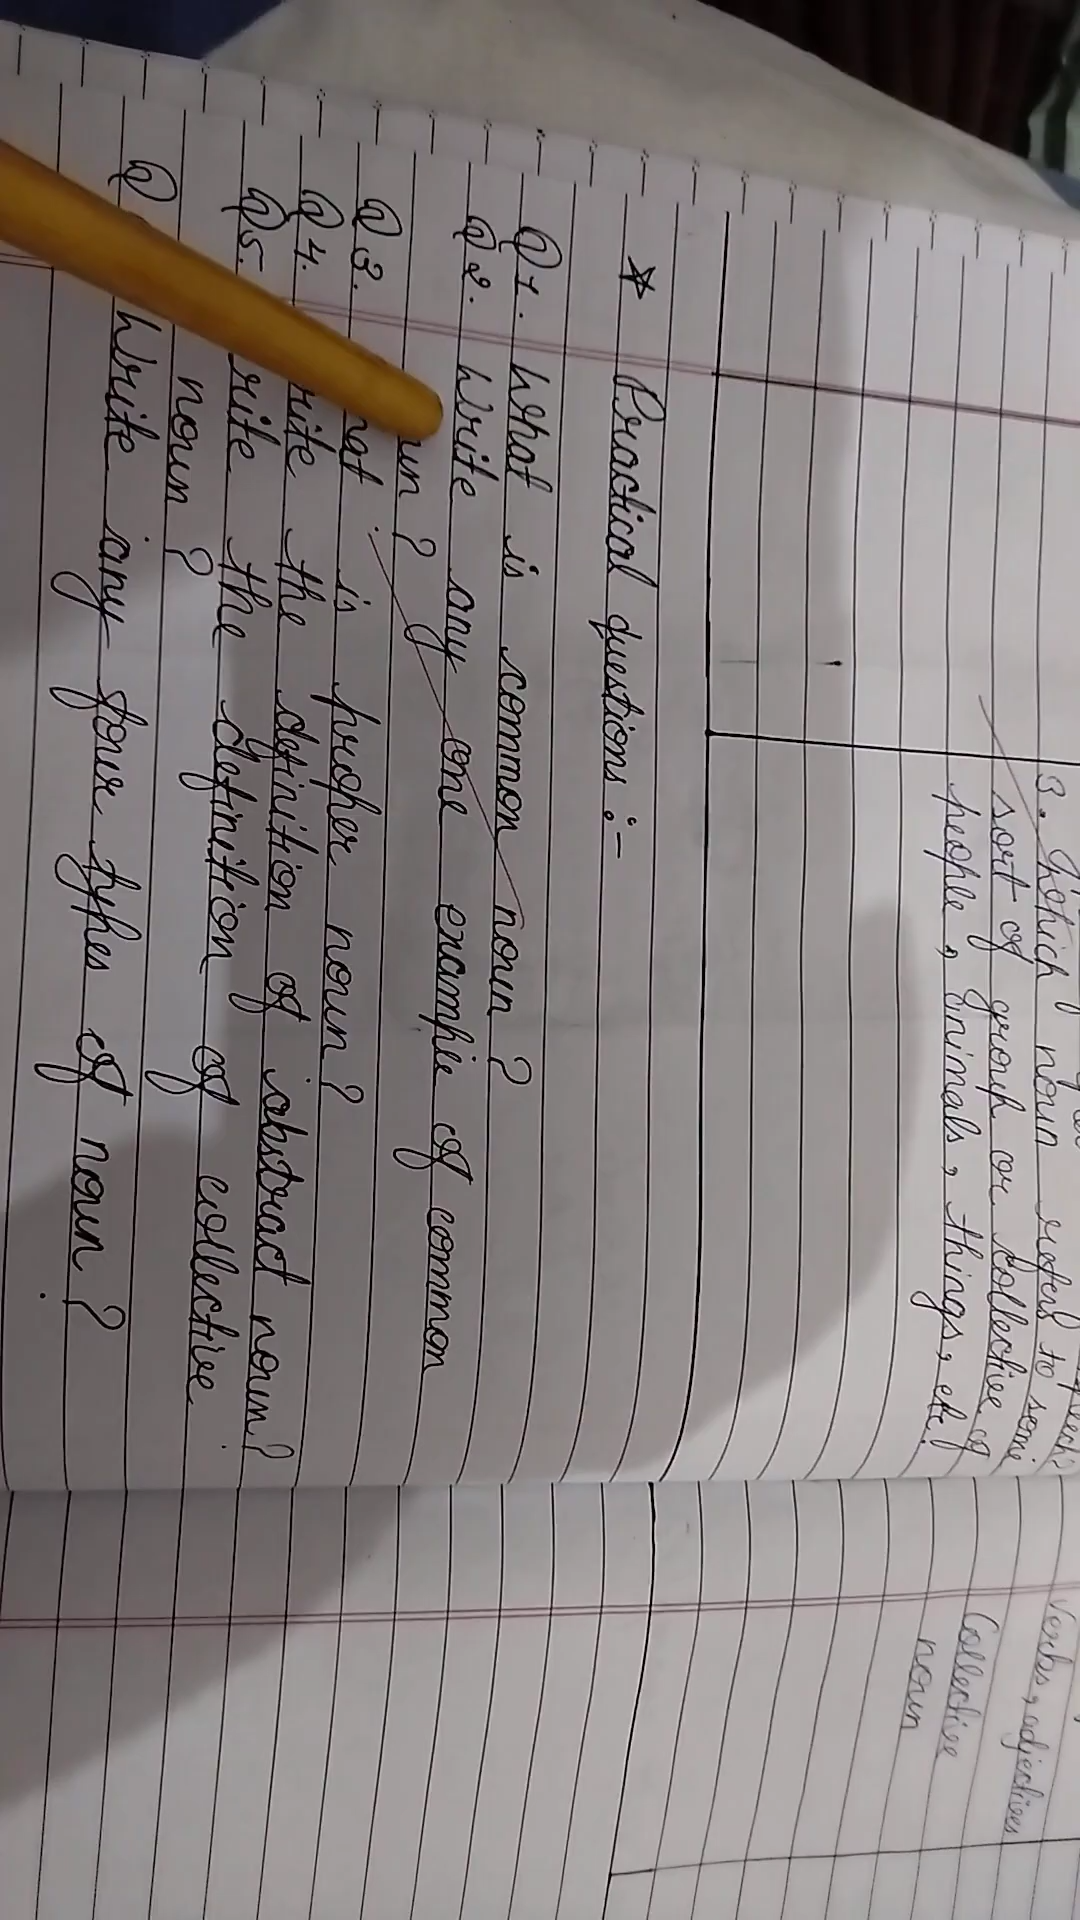 3. Which noun refers to some
sort of group or collective of
people, animals, things, etc!
Verbs, adjectives
Collective
noun
* Practical questions :-
Q1. What is common noun?
Q2. Write any one example of common
un?
Q3. hat is proper noun?
Q4. rite the definition of abstract noun?
Q5. rite the definition of collective
noun?
Q Write any four types of noun?